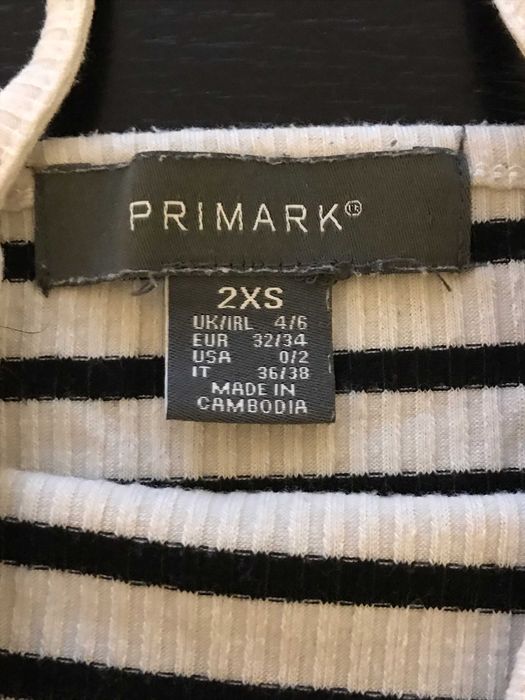 PRIMARK®
2XS
UK/IRL 4/6
EUR 32/34
USA 0/2
IT 36/38
MADE IN
CAMBODIA